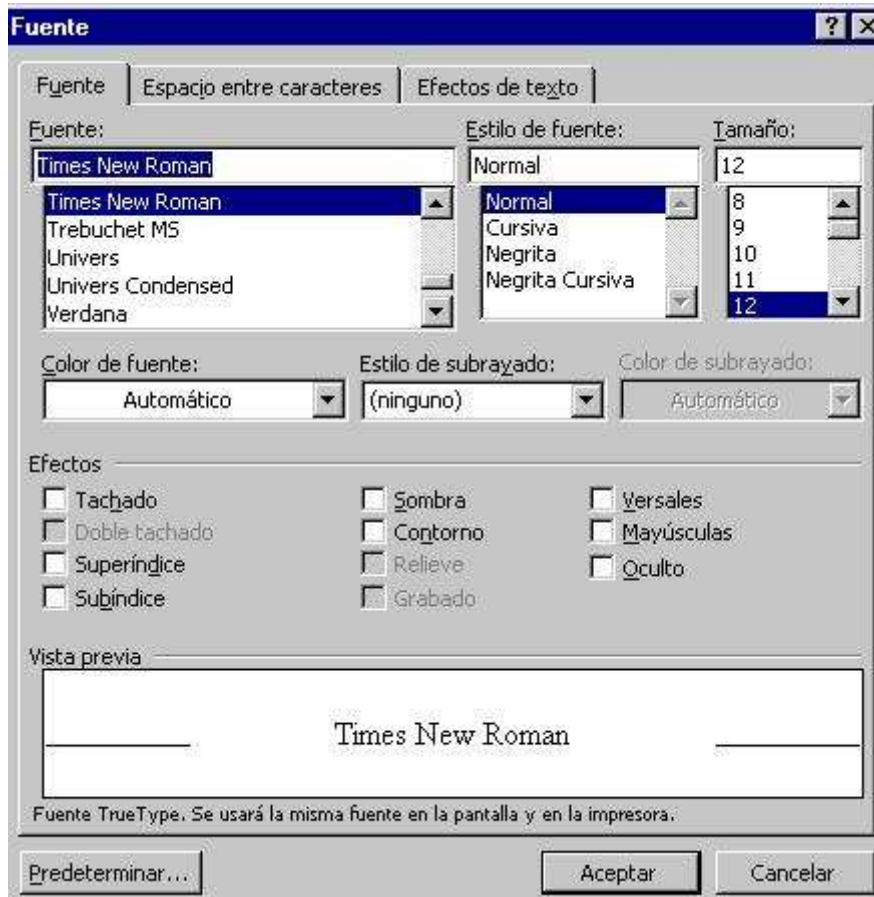 Fuente
Fuente Espacio entre caracteres Efectos de texto
Fuente: Estilo de fuente: Tamaño:
Times New Roman Normal 12
Times New Roman Normal 8
Trebuchet MS Cursiva 9
Univers Negrita 10
Univers Condensed Negrita Cursiva 11
Verdana 12
Color de fuente: Estilo de subrayado: Color de subrayado:
Automático (ninguno) Automático
Efectos
Tachado Sombra Versales
Doble tachado Contorno Mayúsculas
Superíndice Relieve Oculto
Subíndice Grabado
Vista previa
Times New Roman
Fuente TrueType. Se usará la misma fuente en la pantalla y en la impresora.
Predeterminar... Aceptar Cancelar